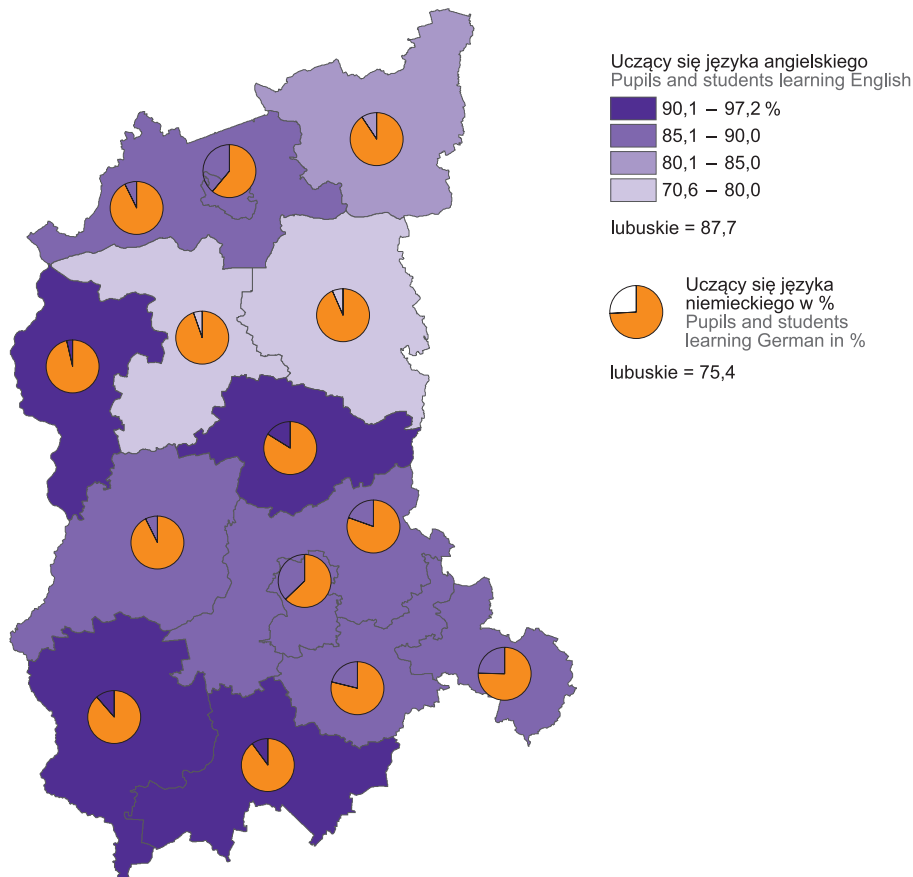 Uczący się języka angielskiego
Pupils and students learning English
90,1 – 97,2 %
85,1 – 90,0
80,1 – 85,0
70,6 – 80,0
lubuskie = 87,7
Uczący się języka
niemieckiego w %
Pupils and students
learning German in %
lubuskie = 75,4